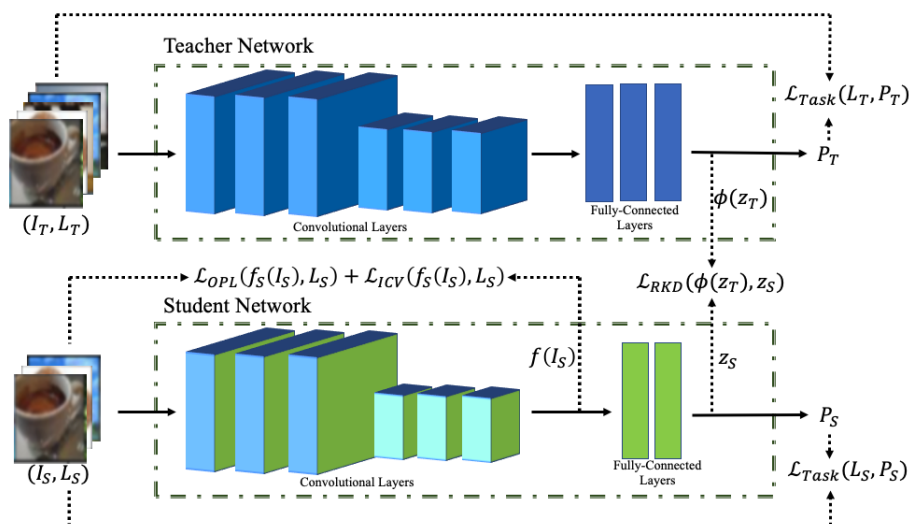 Teacher Network
ℒ_Task(L_T, P_T)
P_T
(I_T, L_T)
Convolutional Layers
Fully-Connected
Layers
ϕ(z_T)
ℒ_OPL(f_S(I_S), L_S) + ℒ_ICV(f_S(I_S), L_S)
ℒ_RKD(ϕ(z_T), z_S)
Student Network
f(I_S)
z_S
P_S
(I_S, L_S)
Convolutional Layers
Fully-Connected
Layers
ℒ_Task(L_S, P_S)